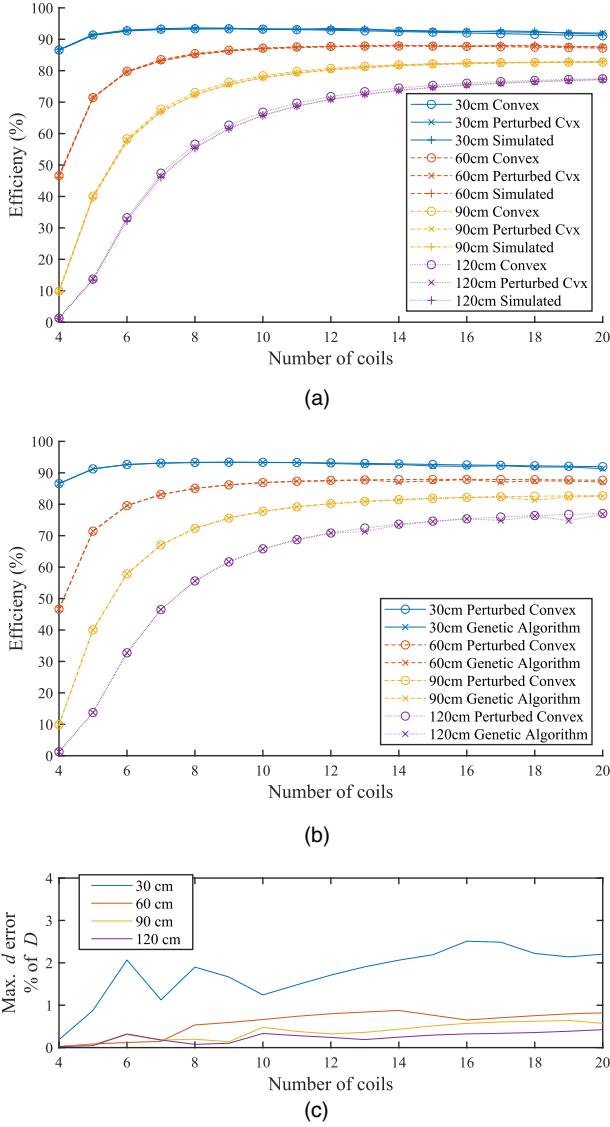 100
90
80
70
60
50
40
30
20
10
0
Efficieny (%)
30cm Convex
30cm Perturbed Cvx
30cm Simulated
60cm Convex
60cm Perturbed Cvx
60cm Simulated
90cm Convex
90cm Perturbed Cvx
90cm Simulated
120cm Convex
120cm Perturbed Cvx
120cm Simulated
4 6 8 10 12 14 16 18 20
Number of coils
(a)
100
90
80
70
60
50
40
30
20
10
0
Efficieny (%)
30cm Perturbed Convex
30cm Genetic Algorithm
60cm Perturbed Convex
60cm Genetic Algorithm
90cm Perturbed Convex
90cm Genetic Algorithm
120cm Perturbed Convex
120cm Genetic Algorithm
4 6 8 10 12 14 16 18 20
Number of coils
(b)
4
3
2
1
0
Max. d error
% of D
30 cm
60 cm
90 cm
120 cm
4 6 8 10 12 14 16 18 20
Number of coils
(c)